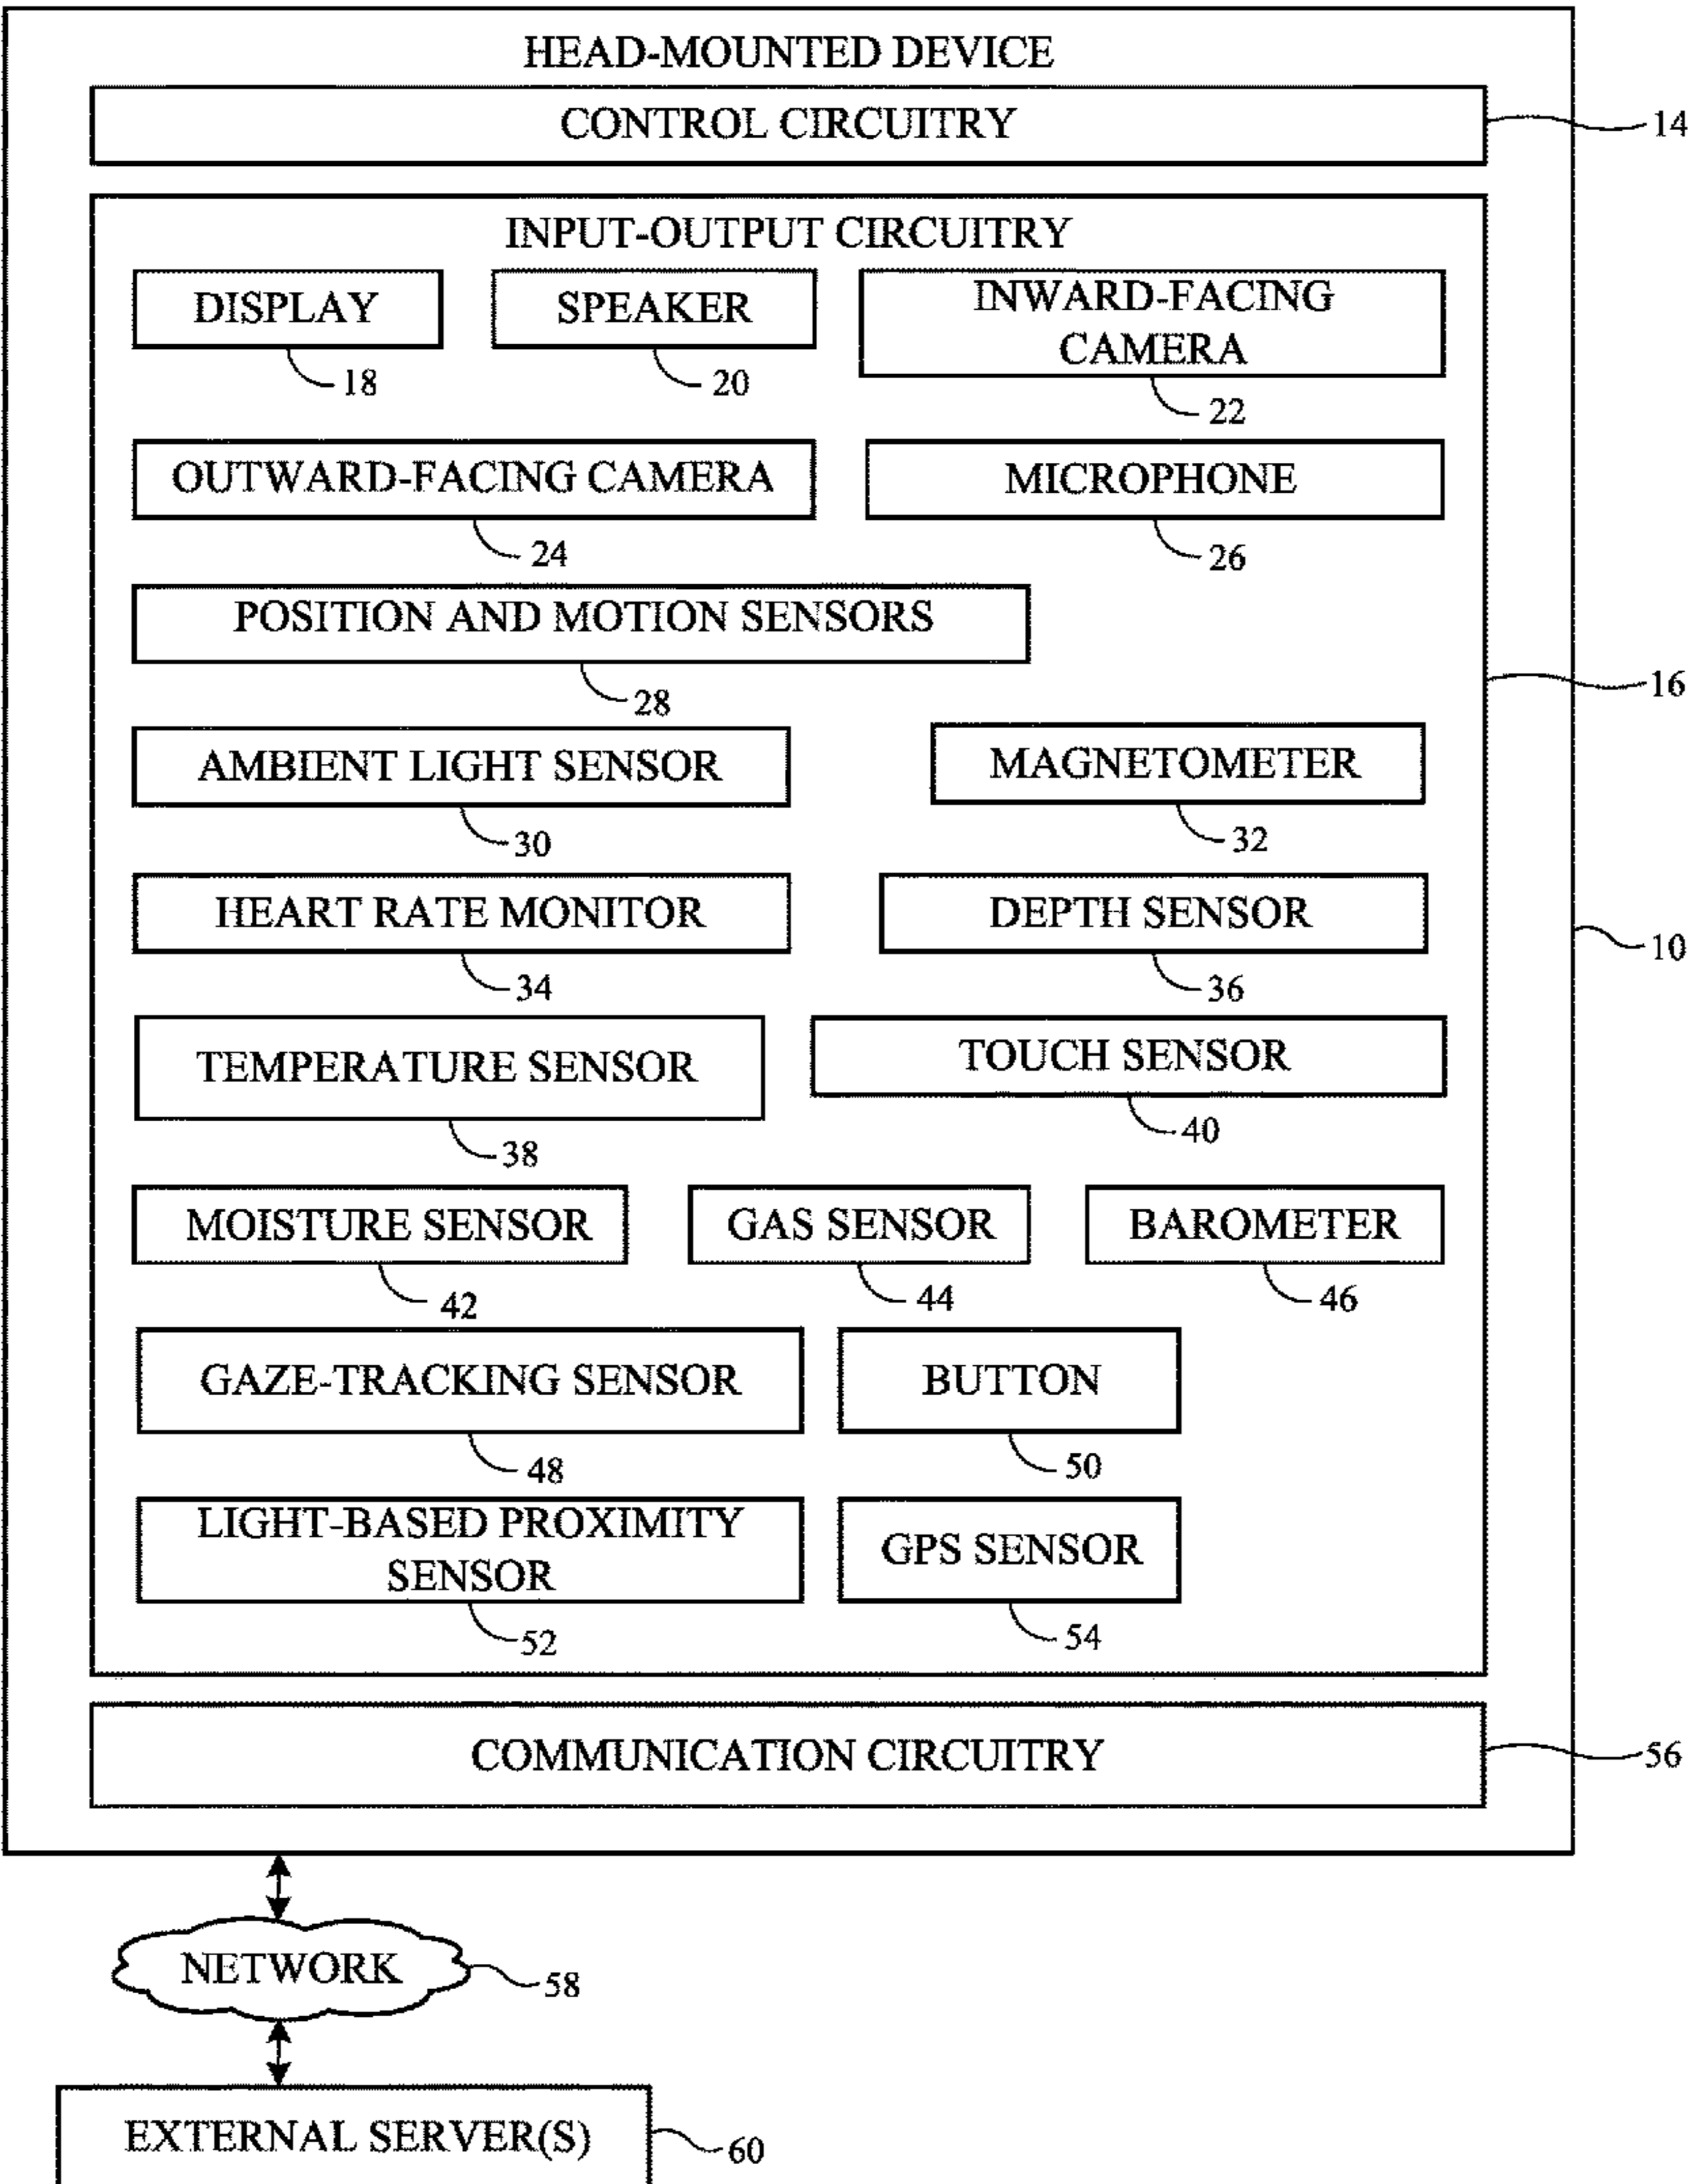 HEAD-MOUNTED DEVICE
CONTROL CIRCUITRY
14
INPUT-OUTPUT CIRCUITRY
DISPLAY
18
SPEAKER
20
INWARD-FACING
CAMERA
22
OUTWARD-FACING CAMERA
24
MICROPHONE
26
POSITION AND MOTION SENSORS
28
16
AMBIENT LIGHT SENSOR
30
MAGNETOMETER
32
HEART RATE MONITOR
34
DEPTH SENSOR
36
10
TEMPERATURE SENSOR
38
TOUCH SENSOR
40
MOISTURE SENSOR
42
GAS SENSOR
44
BAROMETER
46
GAZE-TRACKING SENSOR
48
BUTTON
50
LIGHT-BASED PROXIMITY
SENSOR
52
GPS SENSOR
54
COMMUNICATION CIRCUITRY
56
NETWORK
58
EXTERNAL SERVER(S)
60